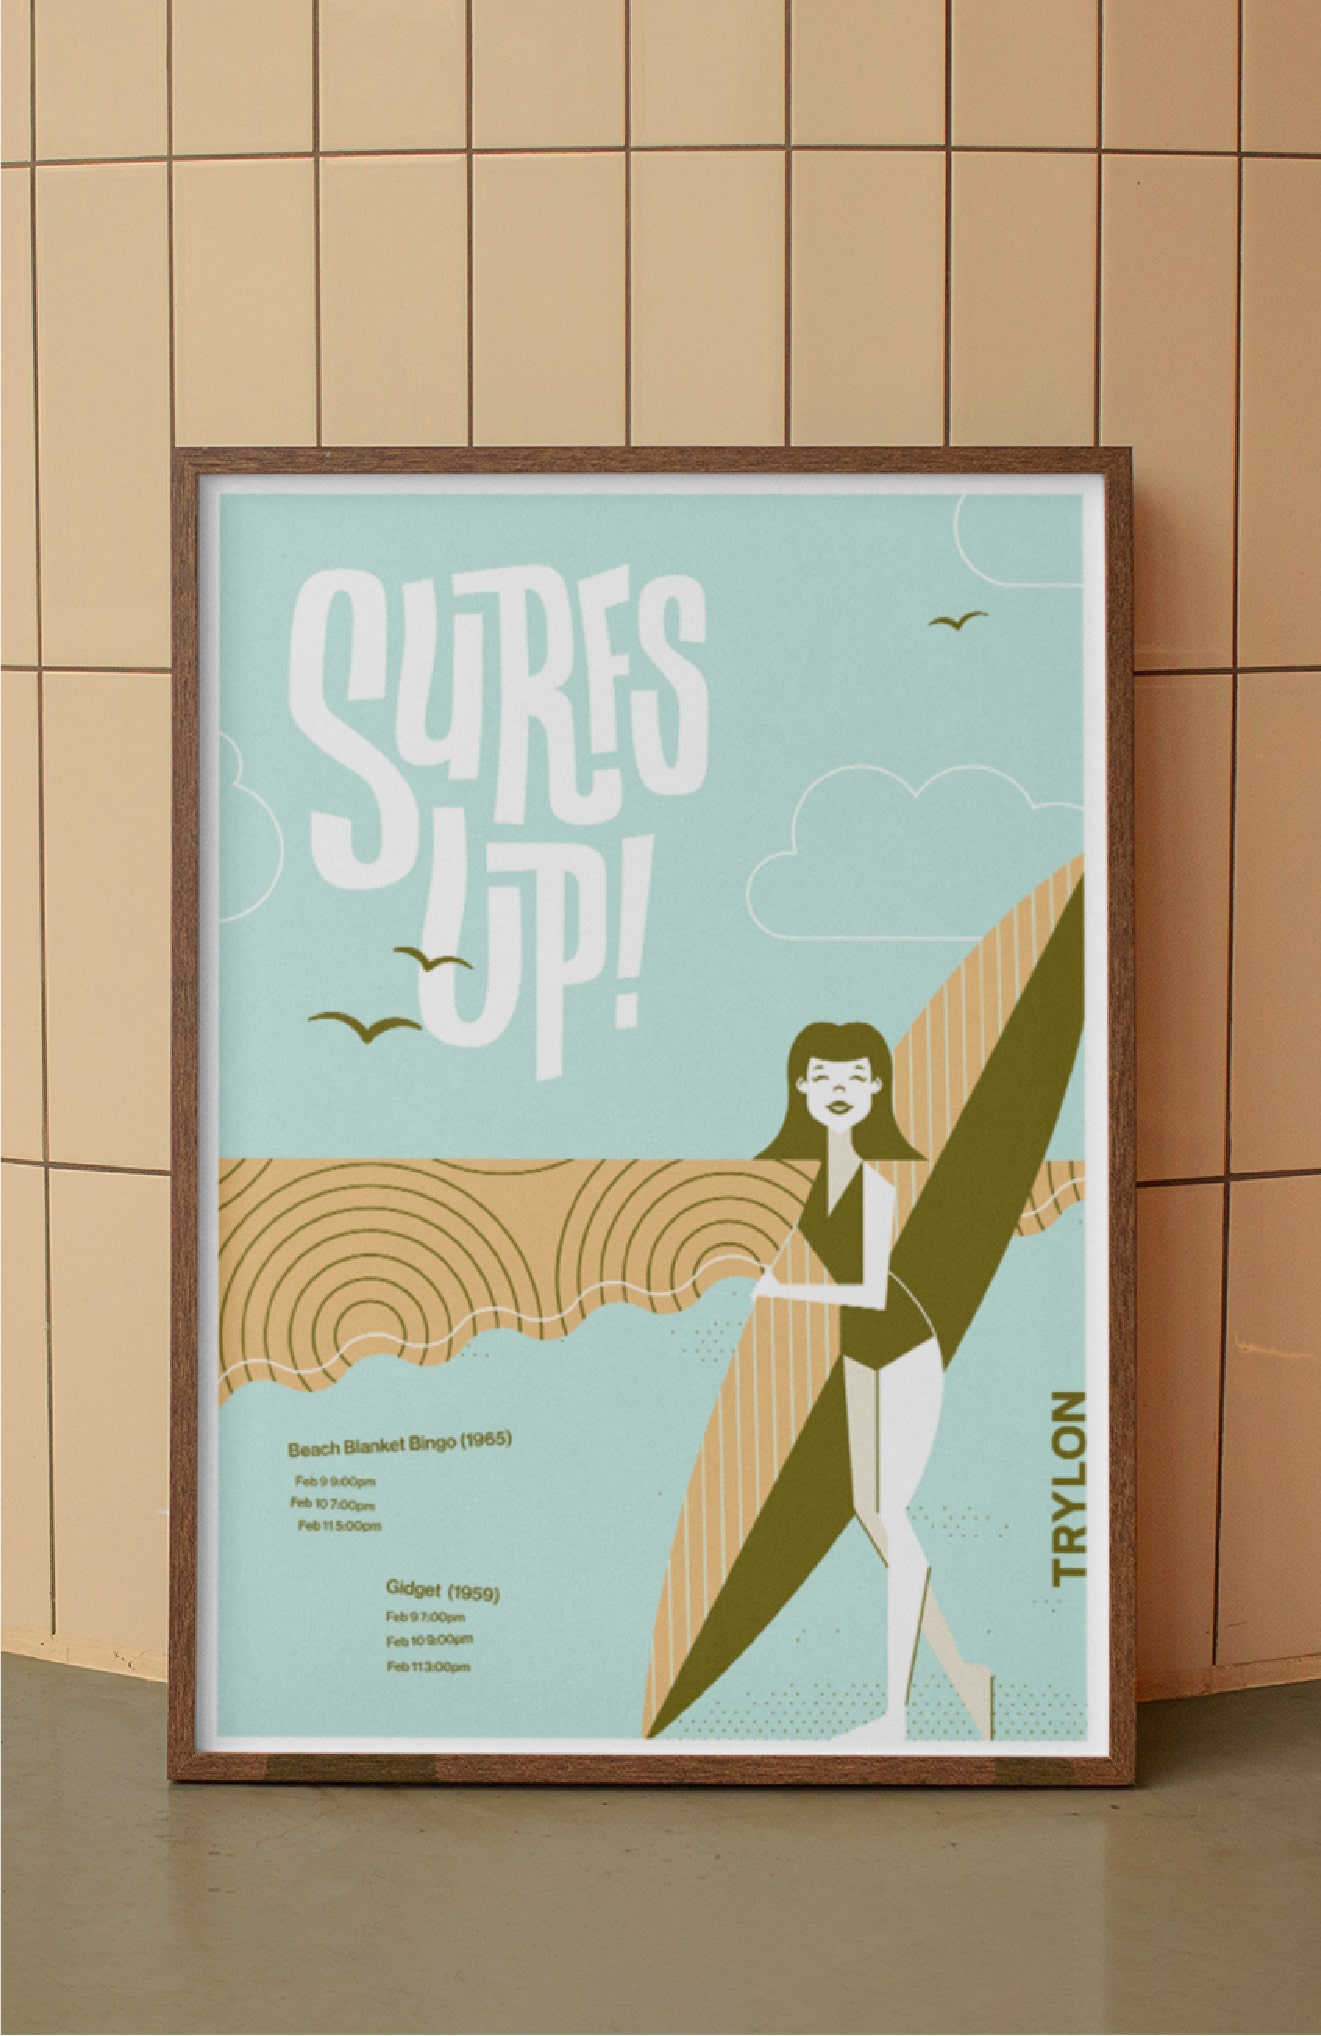 SURFS
UP!
Beach Blanket Bingo (1965)
Feb 9 9:00pm
Feb 10 7:00pm
Feb 11 5:00pm
Gidget (1959)
Feb 9 7:00pm
Feb 10 9:00pm
Feb 11 3:00pm
TRYLON